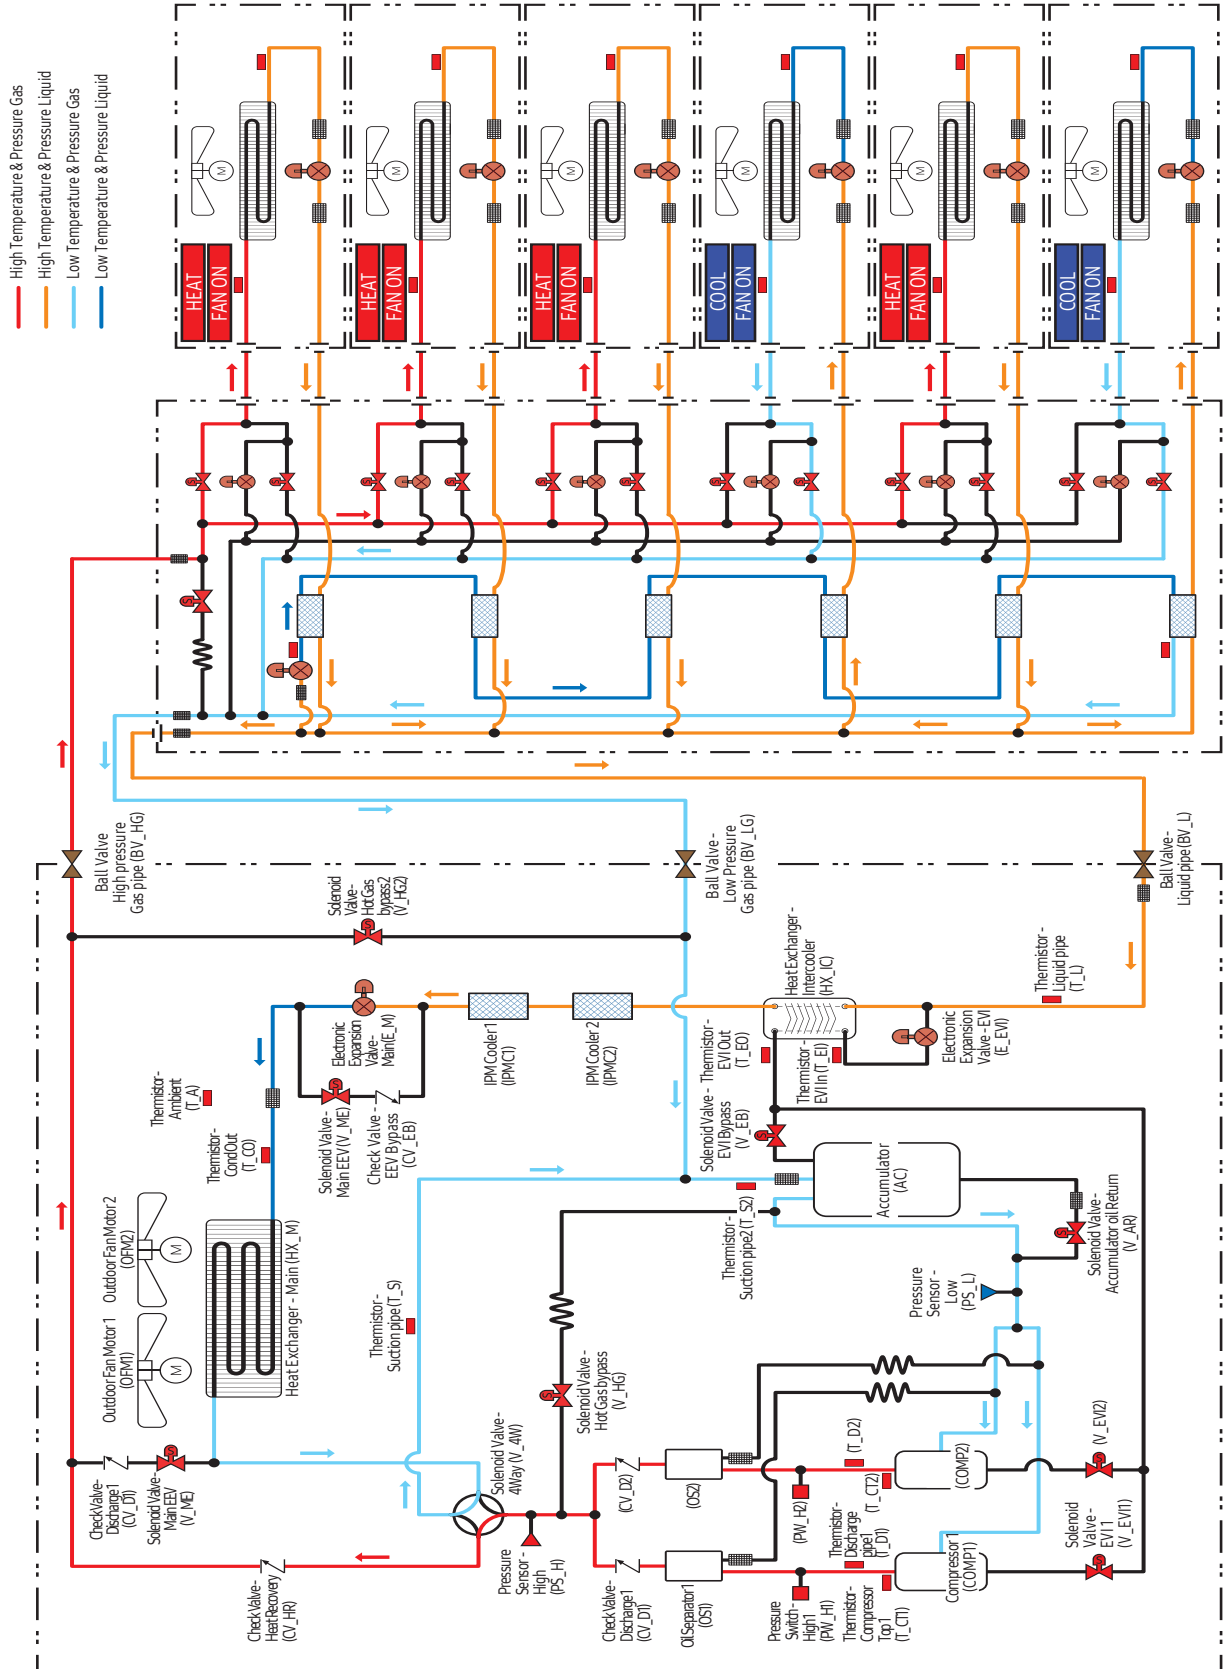 High Temperature & Pressure Gas
High Temperature & Pressure Liquid
Low Temperature & Pressure Gas
Low Temperature & Pressure Liquid
HEAT
FAN ON
M
HEAT
FAN ON
M
HEAT
FAN ON
M
COOL
FAN ON
M
HEAT
FAN ON
M
COOL
FAN ON
M
S
S
S
S
S
S
S
S
S
S
S
S
S
Ball Valve
High pressure
Gas pipe (BV_HG)
Ball Valve -
Low Pressure
Gas pipe (BV_LG)
Ball Valve-
Liquid pipe (BV_L)
Solenoid
Valve-
Hot Gas
bypass2
(V_HG2)
S
Thermistor-
Ambient
(T_A)
Thermistor-
CondOut
(T_CO)
Electronic
Expansion
Valve-
Main(E_M)
Solenoid Valve-
Main EEV (V_ME)
S
Check Valve -
EEV Bypass
(CV_EB)
IPM Cooler 1
(IPMC1)
IPM Cooler 2
(IPMC2)
Heat Exchanger -
Intercooler
(HX_IC)
Thermistor -
EVI Out
(T_EO)
Thermistor-
EVI In (T_EI)
Electronic
Expansion
Valve - EVI
(E_EVI)
Thermistor -
Liquid pipe
(T_L)
Solenoid Valve -
EVI Bypass
(V_EB)
S
Accumulator
(AC)
Outdoor Fan Motor 2
(OFM2)
M
Outdoor Fan Motor 1
(OFM1)
M
Heat Exchanger - Main (HX_M)
Thermistor-
Suction pipe (T_S)
Thermistor-
Suction pipe2 (T_S2)
Solenoid Valve-
Accumulator oil Return
(V_AR)
S
Pressure
Sensor -
Low
(PS_L)
Solenoid Valve -
Hot Gas bypass
(V_HG)
S
Solenoid Valve -
4Way (V_4W)
Check Valve-
Discharge1
(CV_D1)
Solenoid Valve-
Main EEV
(V_ME)
S
Check Valve-
Heat Recovery
(CV_HR)
Pressure
Sensor -
High
(PS_H)
(CV_D2)
(OS2)
Check Valve-
Discharge1
(CV_D1)
Oil Separator1
(OS1)
(PW_H2)
Pressure
Switch-
High1
(PW_H1)
(T_D2)
(T_CT2)
Thermistor-
Discharge
pipe1
(T_D1)
Thermistor-
Compressor
Top1
(T_CT1)
(COMP2)
Compressor 1
(COMP1)
(V_EVI2)
S
Solenoid
Valve -
EVI 1
(V_EVI1)
S